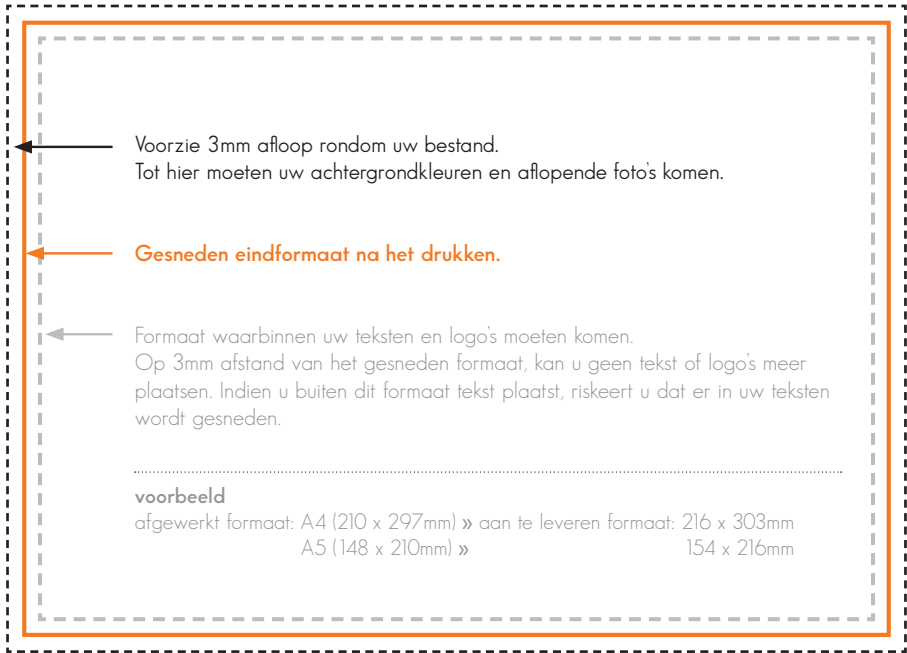 Voorzie 3mm afloop rondom uw bestand.
Tot hier moeten uw achtergrondkleuren en aflopende foto's komen.
Gesneden eindformaat na het drukken.
Formaat waarbinnen uw teksten en logo's moeten komen.
Op 3mm afstand van het gesneden formaat, kan u geen tekst of logo's meer
plaatsen. Indien u buiten dit formaat tekst plaatst, riskeert u dat er in uw teksten
wordt gesneden.
voorbeeld
afgewerkt formaat: A4 (210 x 297mm) » aan te leveren formaat: 216 x 303mm
A5 (148 x 210mm) » 154 x 216mm